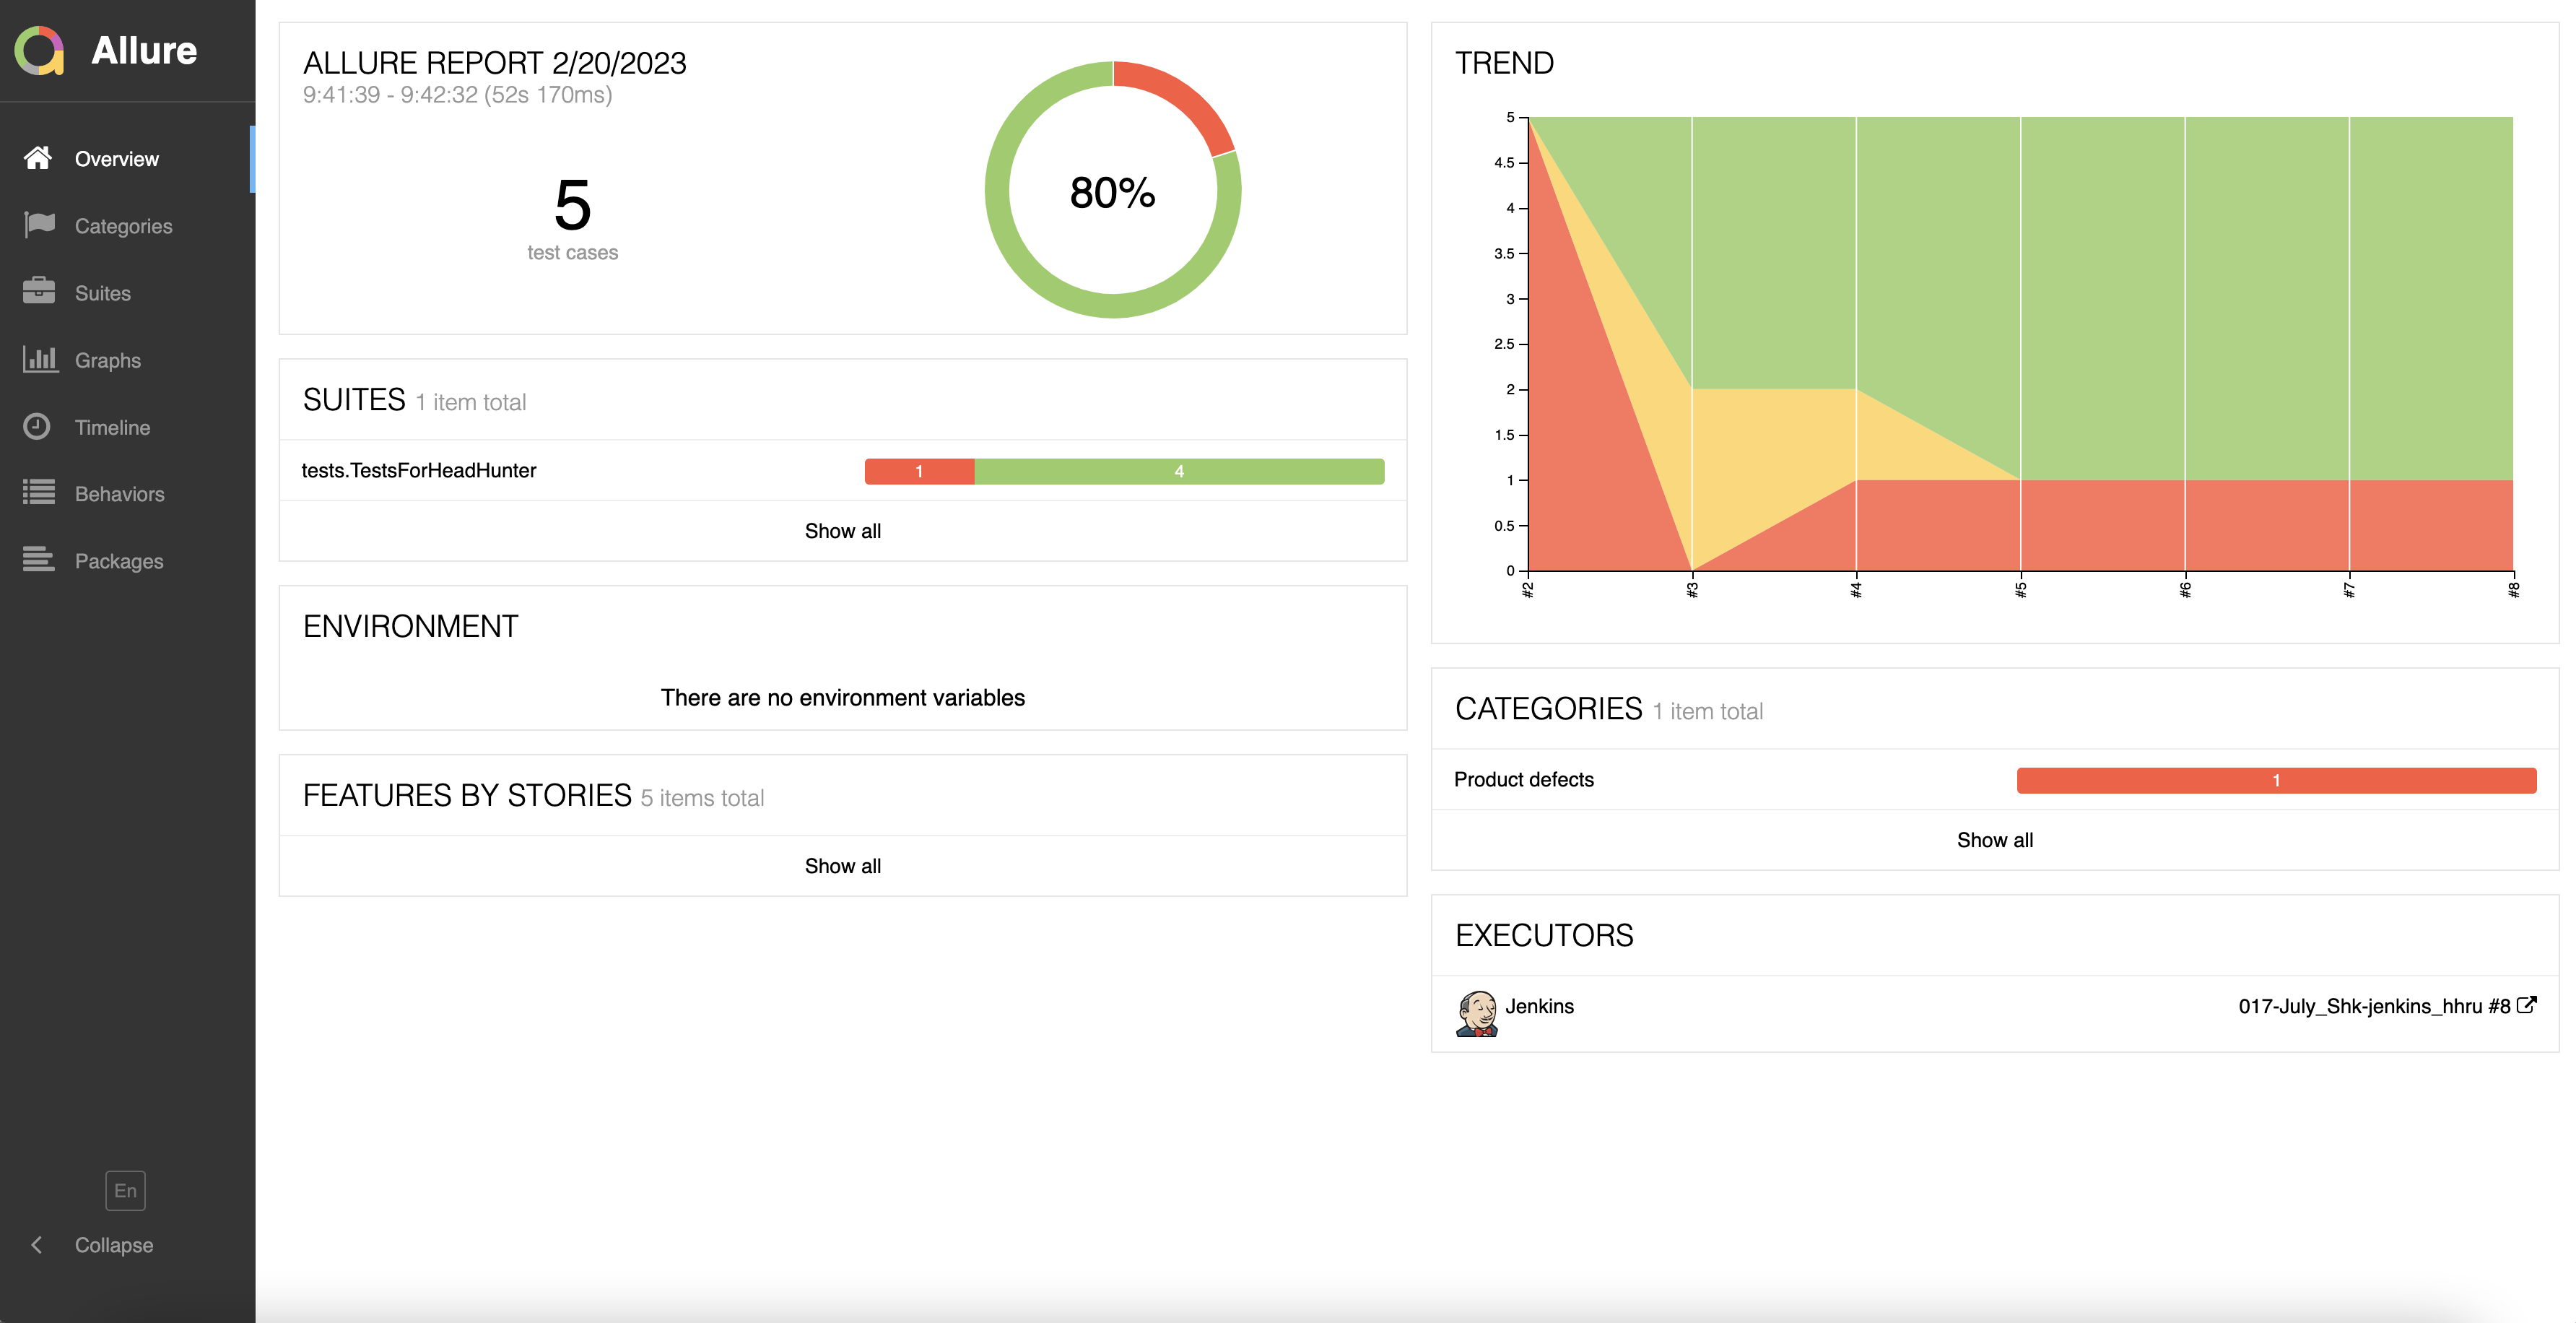 Allure
Overview
Categories
Suites
Graphs
Timeline
Behaviors
Packages
En
Collapse
ALLURE REPORT 2/20/2023
9:41:39 - 9:42:32 (52s 170ms)
5
test cases
80%
SUITES 1 item total
tests.TestsForHeadHunter 1 4
Show all
ENVIRONMENT
There are no environment variables
FEATURES BY STORIES 5 items total
Show all
TREND
5
4.5
4
3.5
3
2.5
2
1.5
1
0.5
0
#2 #3 #4 #5 #6 #7 #8
CATEGORIES 1 item total
Product defects 1
Show all
EXECUTORS
Jenkins 017-July_Shk-jenkins_hhru #8